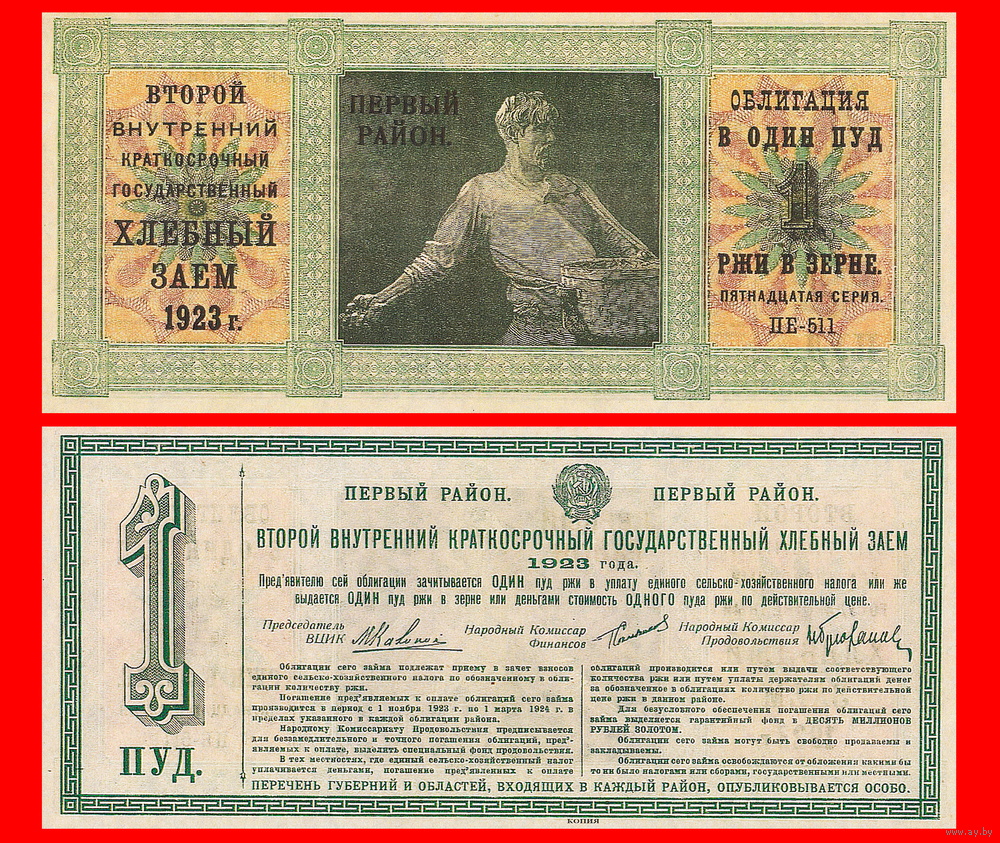 ВТОРОЙ
ВНУТРЕННИЙ
КРАТКОСРОЧНЫЙ
ГОСУДАРСТВЕННЫЙ
ХЛЕБНЫЙ
ЗАЕМ
1923 г.
ПЕРВЫЙ
РАЙОН.
ОБЛИГАЦИЯ
В ОДИН ПУД
1
РЖИ В ЗЕРНЕ.
ПЯТНАДЦАТАЯ СЕРИЯ.
ПЕ-511
1
ПУД.
ПЕРВЫЙ РАЙОН. ПЕРВЫЙ РАЙОН.
ВТОРОЙ ВНУТРЕННИЙ КРАТКОСРОЧНЫЙ ГОСУДАРСТВЕННЫЙ ХЛЕБНЫЙ ЗАЕМ
1923 года.
Пред'явителю сей облигации зачитывается ОДИН пуд ржи в уплату единого сельско-хозяйственного налога или же
выдается ОДИН пуд ржи в зерне или деньгами стоимость ОДНОГО пуда ржи по действительной цене.
Председатель
ВЦИК
Народный Комиссар
Финансов
Народный Комиссар
Продовольствия
Облигации сего займа подлежат приему в зачет взносов
единого сельско-хозяйственного налога по обозначенному в обли-
гации количеству ржи.
Погашение пред'являемых к оплате облигаций сего займа
производится в период с 1 ноября 1923 г. по 1 марта 1924 г. в
пределах указанного в каждой облигации района.
Народному Комиссариату Продовольствия предписывается
для беззамедлительного и точного погашения облигаций, пред'-
являемых к оплате, выделить специальный фонд продовольствия.
В тех местностях, где единый сельско-хозяйственный налог
уплачивается деньгами, погашение пред'явленных к оплате
облигаций производится или путем выдачи соответствующего
количества ржи или путем уплаты держателям облигаций денег
за обозначенное в облигациях количество ржи по действительной
цене ржи в данном районе.
Для безусловного обеспечения погашения облигаций сего
займа выделяется гарантийный фонд в ДЕСЯТЬ МИЛЛИОНОВ
РУБЛЕЙ ЗОЛОТОМ.
Облигации сего займа могут быть свободно продаваемы и
закладываемы.
Облигации сего займа освобождаются от обложения какими бы
то ни было налогами или сборами, государственными или местными.
ПЕРЕЧЕНЬ ГУБЕРНИЙ И ОБЛАСТЕЙ, ВХОДЯЩИХ В КАЖДЫЙ РАЙОН, ОПУБЛИКОВЫВАЕТСЯ ОСОБО.
КОПИЯ
www.ay.by